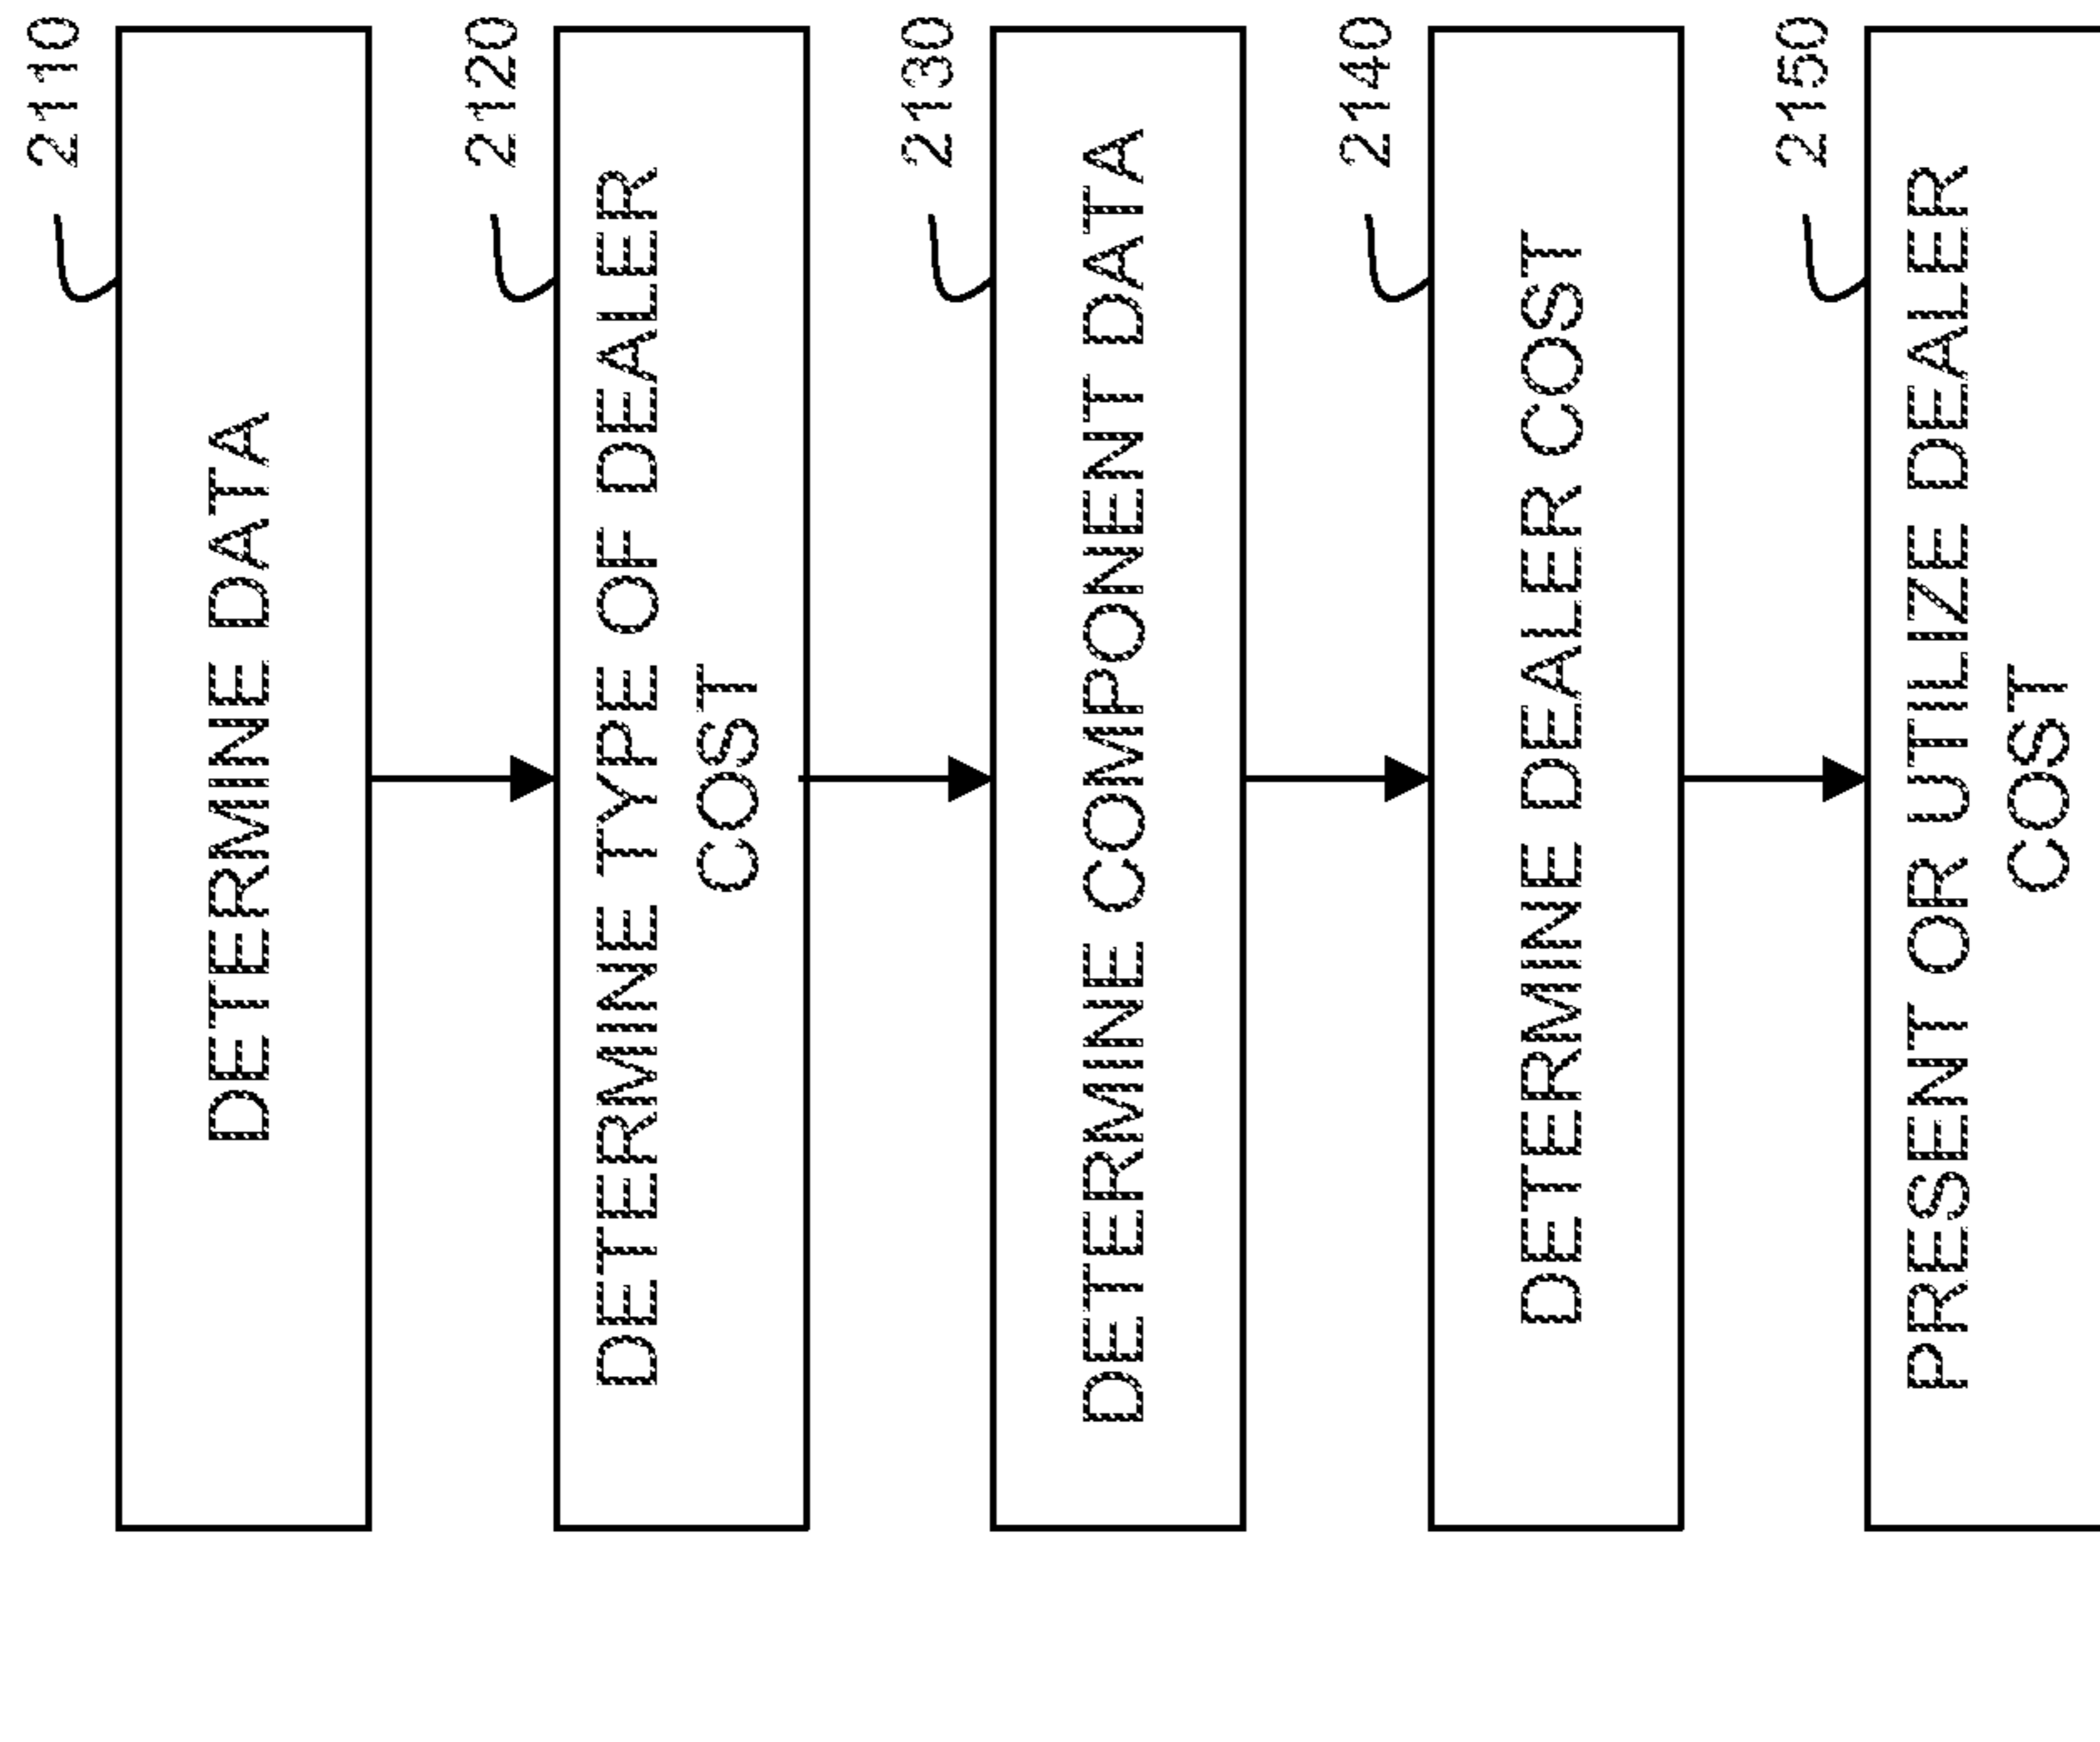 2110
DETERMINE DATA
2120
DETERMINE TYPE OF DEALER
COST
2130
DETERMINE COMPONENT DATA
2140
DETERMINE DEALER COST
2150
PRESENT OR UTILIZE DEALER
COST